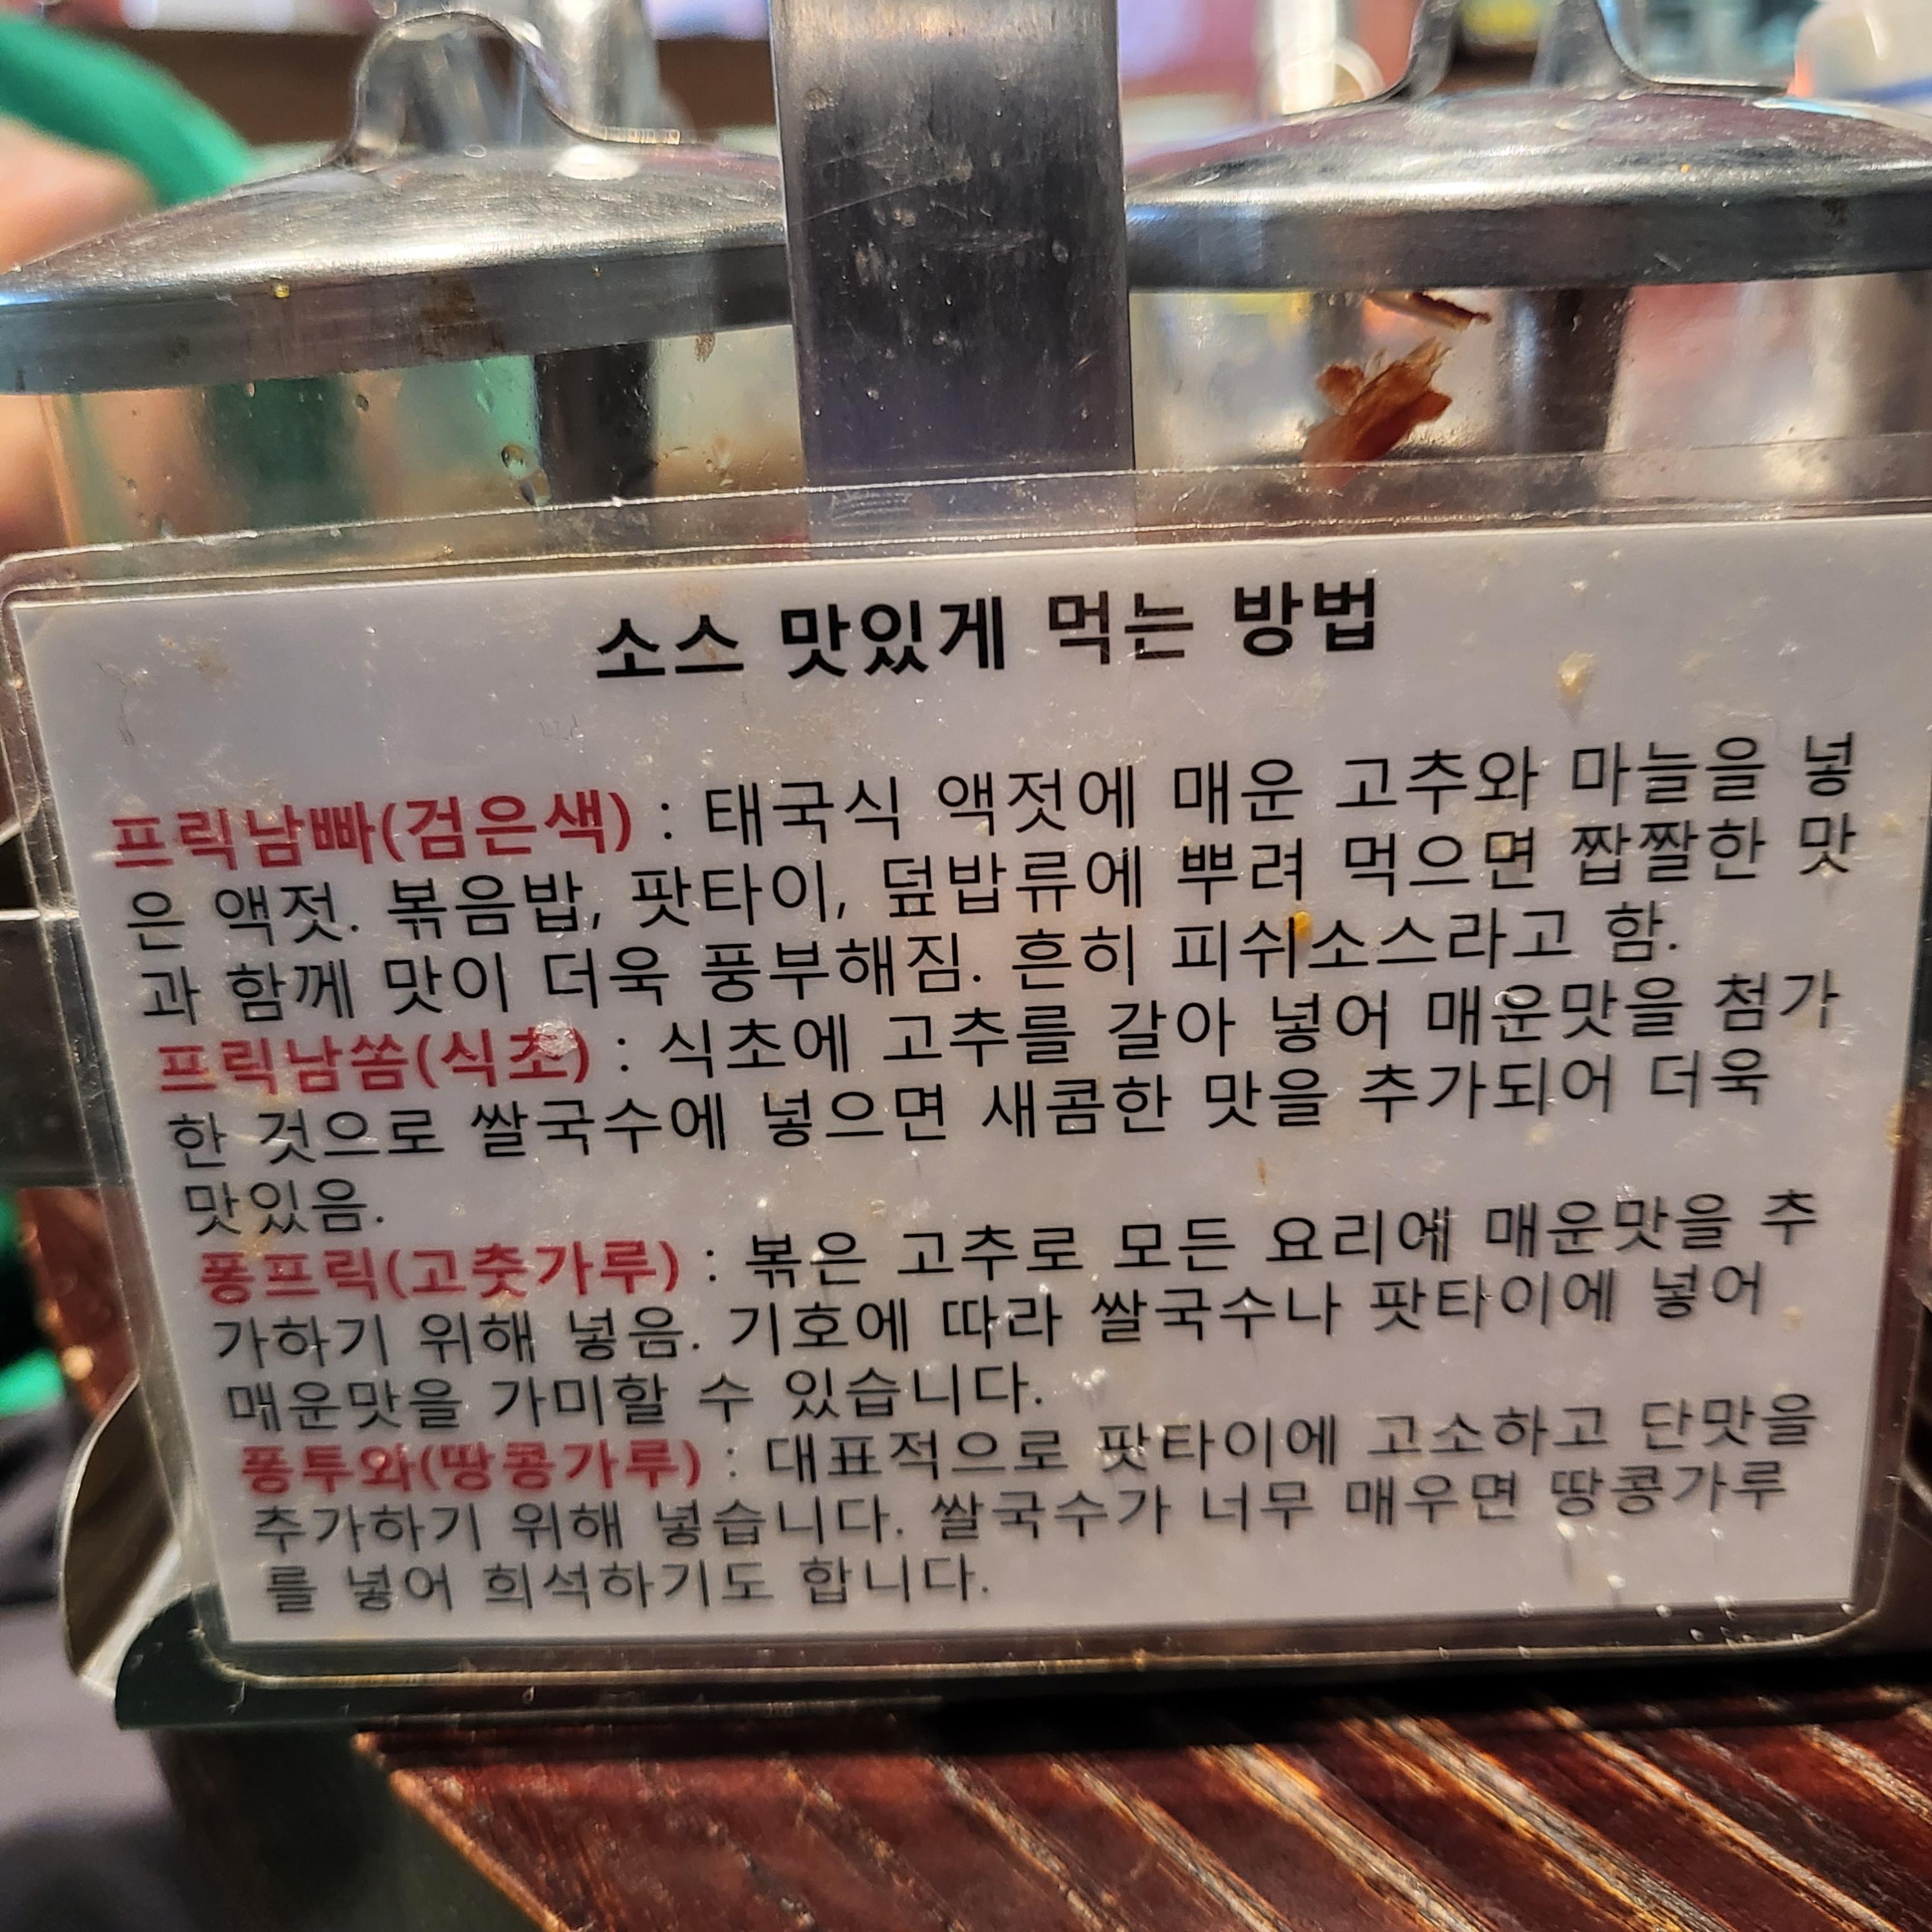 소스 맛있게 먹는 방법
프릭남빠(검은색) : 태국식 액젓에 매운 고추와 마늘을 넣
은 액젓. 볶음밥, 팟타이, 덮밥류에 뿌려 먹으면 짭짤한 맛
과 함께 맛이 더욱 풍부해짐. 흔히 피쉬소스라고 함.
프릭남쏨(식초) : 식초에 고추를 갈아 넣어 매운맛을 첨가
한 것으로 쌀국수에 넣으면 새콤한 맛을 추가되어 더욱
맛있음.
퐁프릭(고춧가루) : 볶은 고추로 모든 요리에 매운맛을 추
가하기 위해 넣음. 기호에 따라 쌀국수나 팟타이에 넣어
매운맛을 가미할 수 있습니다.
퐁투와(땅콩가루) : 대표적으로 팟타이에 고소하고 단맛을
추가하기 위해 넣습니다. 쌀국수가 너무 매우면 땅콩가루
를 넣어 희석하기도 합니다.